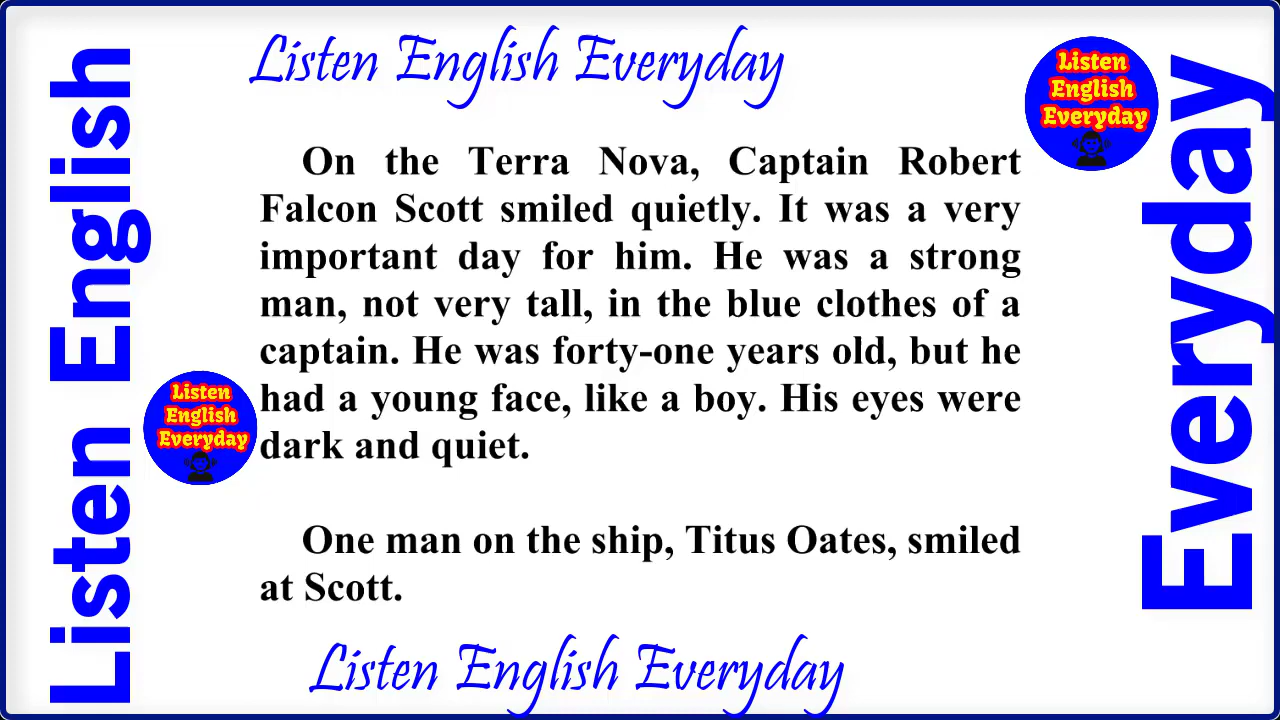 Listen English Everyday
Listen
English
Everyday
On the Terra Nova, Captain Robert
Falcon Scott smiled quietly. It was a very
important day for him. He was a strong
man, not very tall, in the blue clothes of a
captain. He was forty-one years old, but he
had a young face, like a boy. His eyes were
dark and quiet.
One man on the ship, Titus Oates, smiled
at Scott.
Listen English
Listen
English
Everyday
Everyday
Listen English Everyday